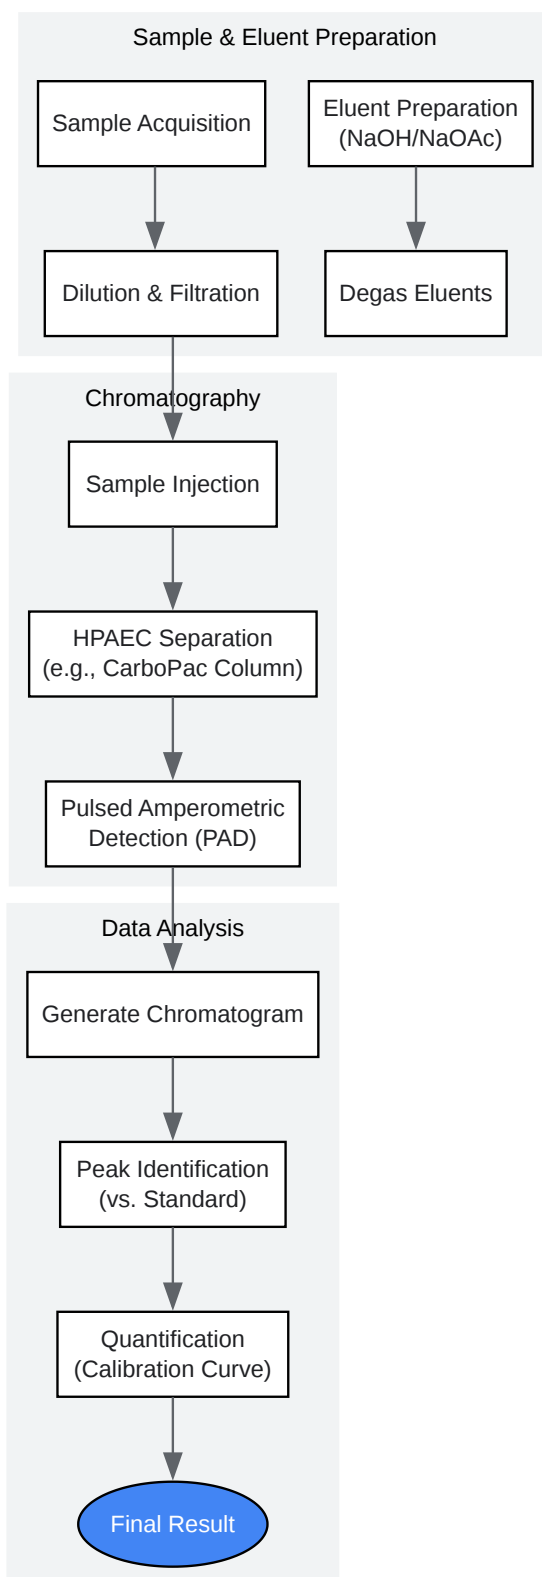 Sample & Eluent Preparation
Sample Acquisition
Eluent Preparation
(NaOH/NaOAc)
Dilution & Filtration
Degas Eluents
Chromatography
Sample Injection
HPAEC Separation
(e.g., CarboPac Column)
Pulsed Amperometric
Detection (PAD)
Data Analysis
Generate Chromatogram
Peak Identification
(vs. Standard)
Quantification
(Calibration Curve)
Final Result